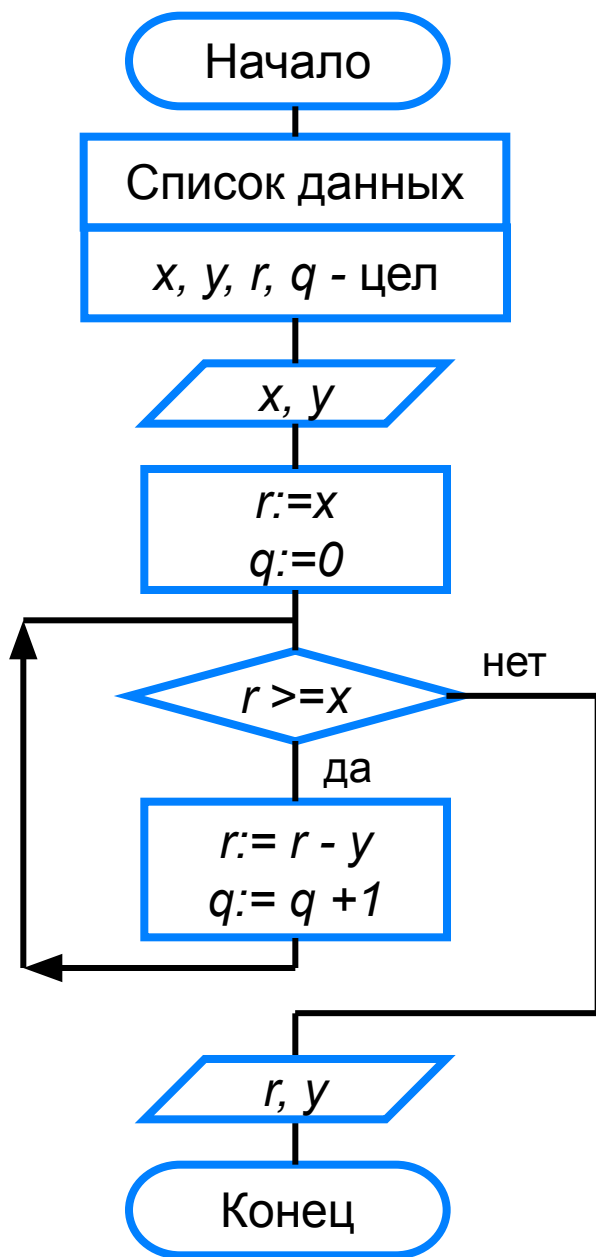 Начало
Список данных
x, y, r, q - цел
x, y
r:=x
q:=0
r >=x
нет
да
r:= r - y
q:= q +1
r, y
Конец